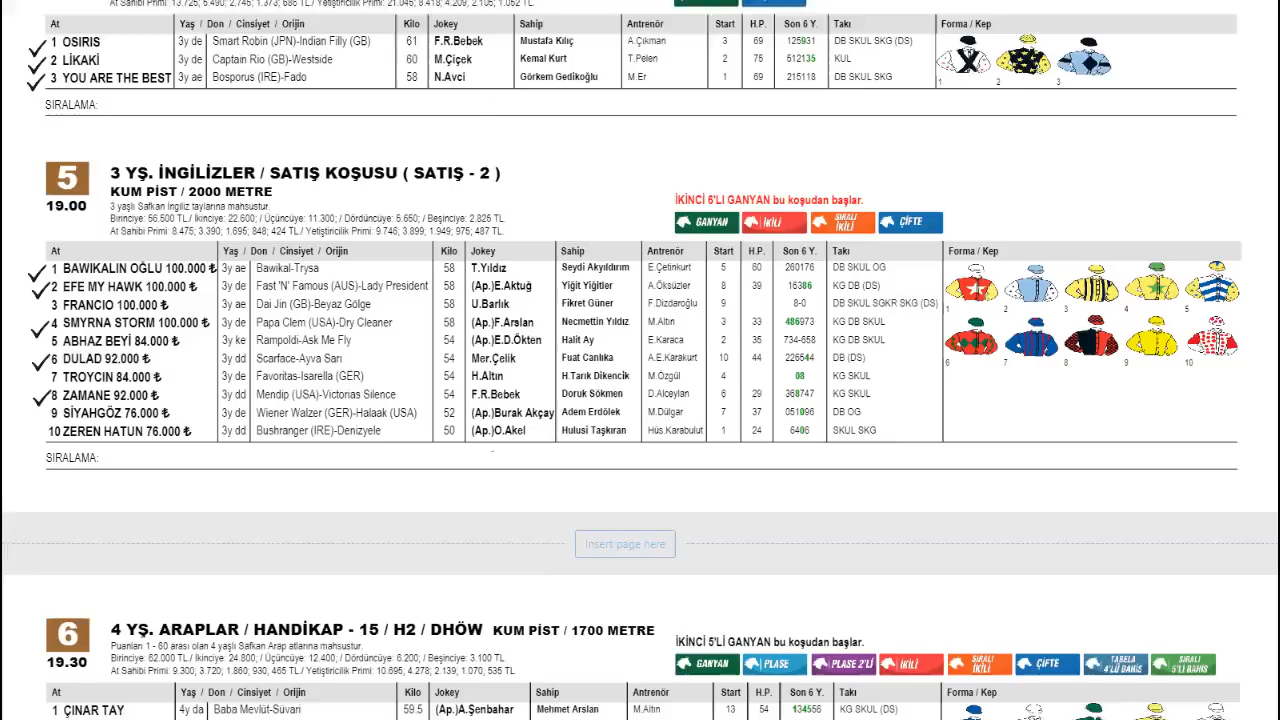 At Sahibi Primi: 13.725; 5.490; 2.745; 1.373; 686 TL / Yetiştiricilik Primi: 21.045; 8.418; 4.209; 2.105; 1.052 TL
At Yaş / Don / Cinsiyet / Orijin Kilo Jokey Sahip Antrenör Start H.P. Son 6 Y. Takı Forma / Kep
1 OSIRIS 3y de Smart Robin (JPN)-Indian Filly (GB) 61 F.R.Bebek Mustafa Kılıç A.Çıkman 3 69 125931 DB SKUL SKG (DS)
2 LİKAKİ 3y de Captain Rio (GB)-Westside 60 M.Çiçek Kemal Kurt T.Pelen 2 75 512135 KUL
3 YOU ARE THE BEST 3y ae Bosporus (IRE)-Fado 58 N.Avci Görkem Gedikoğlu M.Er 1 69 215118 DB SKUL SKG
1 2 3
SIRALAMA:
5 3 YŞ. İNGİLİZLER / SATIŞ KOŞUSU ( SATIŞ - 2 )
19.00 KUM PİST / 2000 METRE
İKİNCİ 6'LI GANYAN bu koşudan başlar.
3 yaşlı Safkan İngiliz taylarına mahsustur.
Birinciye: 56.500 TL / İkinciye: 22.600; / Üçüncüye: 11.300; / Dördüncüye: 5.650; / Beşinciye: 2.825 TL
At Sahibi Primi: 8.475; 3.390; 1.695; 848; 424 TL / Yetiştiricilik Primi: 9.746; 3.899; 1.949; 975; 487 TL.
GANYAN İKİLİ SIRALI İKİLİ ÇİFTE
At Yaş / Don / Cinsiyet / Orijin Kilo Jokey Sahip Antrenör Start H.P. Son 6 Y. Takı Forma / Kep
1 BAWIKALIN OĞLU 100.000 ₺ 3y ae Bawikal-Trysa 58 T.Yıldız Seydi Akyıldırım E.Çetinkurt 5 60 260176 DB SKUL OG
2 EFE MY HAWK 100.000 ₺ 3y de Fast 'N' Famous (AUS)-Lady President 58 (Ap.)E.Aktuğ Yiğit Yiğitler A.Öksüzler 8 39 16386 KG DB (DS)
3 FRANCIO 100.000 ₺ 3y ae Dai Jin (GB)-Beyaz Gölge 58 U.Barlık Fikret Güner F.Dizdaroğlu 9 8-0 DB SKUL SGKR SKG (DS)
4 SMYRNA STORM 100.000 ₺ 3y de Papa Clem (USA)-Dry Cleaner 58 (Ap.)F.Arslan Necmettin Yıldız M.Altın 3 33 486973 KG DB SKUL
5 ABHAZ BEYİ 84.000 ₺ 3y ke Rampoldi-Ask Me Fly 54 (Ap.)E.D.Ökten Halit Ay E.Karaca 2 35 734-658 KG DB SKUL
6 DULAD 92.000 ₺ 3y dd Scarface-Ayva Sarı 54 Mer.Çelik Fuat Canlıka A.E.Karakurt 10 44 226544 DB (DS)
7 TROYCIN 84.000 ₺ 3y de Favoritas-Isarella (GER) 54 H.Altın H.Tarık Dikencik M.Özgül 4 08 KG SKUL
8 ZAMANE 92.000 ₺ 3y dd Mendip (USA)-Victorias Silence 54 F.R.Bebek Doruk Sökmen D.Alceylan 6 29 368747 KG SKUL
9 SİYAHGÖZ 76.000 ₺ 3y de Wiener Walzer (GER)-Halaak (USA) 52 (Ap.)Burak Akçay Adem Erdölek M.Dülgar 7 37 051096 DB OG
10 ZEREN HATUN 76.000 ₺ 3y dd Bushranger (IRE)-Denizyele 50 (Ap.)O.Akel Hulusi Taşkıran Hüs.Karabulut 1 24 6406 SKUL SKG
1 2 3 4 5
6 7 8 9 10
SIRALAMA:
Insert page here
6 4 YŞ. ARAPLAR / HANDİKAP - 15 / H2 / DHÖW KUM PİST / 1700 METRE
19.30 Puanları 1 - 60 arası olan 4 yaşlı Safkan Arap atlarına mahsustur.
İKİNCİ 5'Lİ GANYAN bu koşudan başlar.
Birinciye: 62.000 TL / İkinciye: 24.800; / Üçüncüye: 12.400; / Dördüncüye: 6.200; / Beşinciye: 3.100 TL
At Sahibi Primi: 9.300; 3.720; 1.860; 930; 465 TL / Yetiştiricilik Primi: 10.695; 4.278; 2.139; 1.070; 535 TL
GANYAN PLASE PLASE 2'Lİ İKİLİ SIRALI İKİLİ ÇİFTE TABELA 4'LÜ BAHİS SIRALI 5'Lİ BAHİS
At Yaş / Don / Cinsiyet / Orijin Kilo Jokey Sahip Antrenör Start H.P. Son 6 Y. Takı Forma / Kep
1 ÇINAR TAY 4y da Baba Mevlüt-Süvari 59.5 (Ap.)A.Şenbahar Mehmet Arslan M.Altın 13 54 134556 KG SKUL (DS)